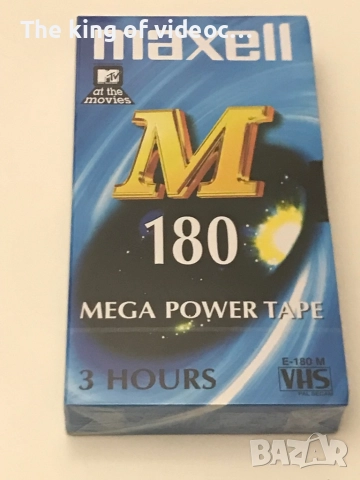 The king of videoc...
maxell
MTV
at the
movies
M
180
MEGA POWER TAPE
3 HOURS
E-180 M
VHS
BAZAR